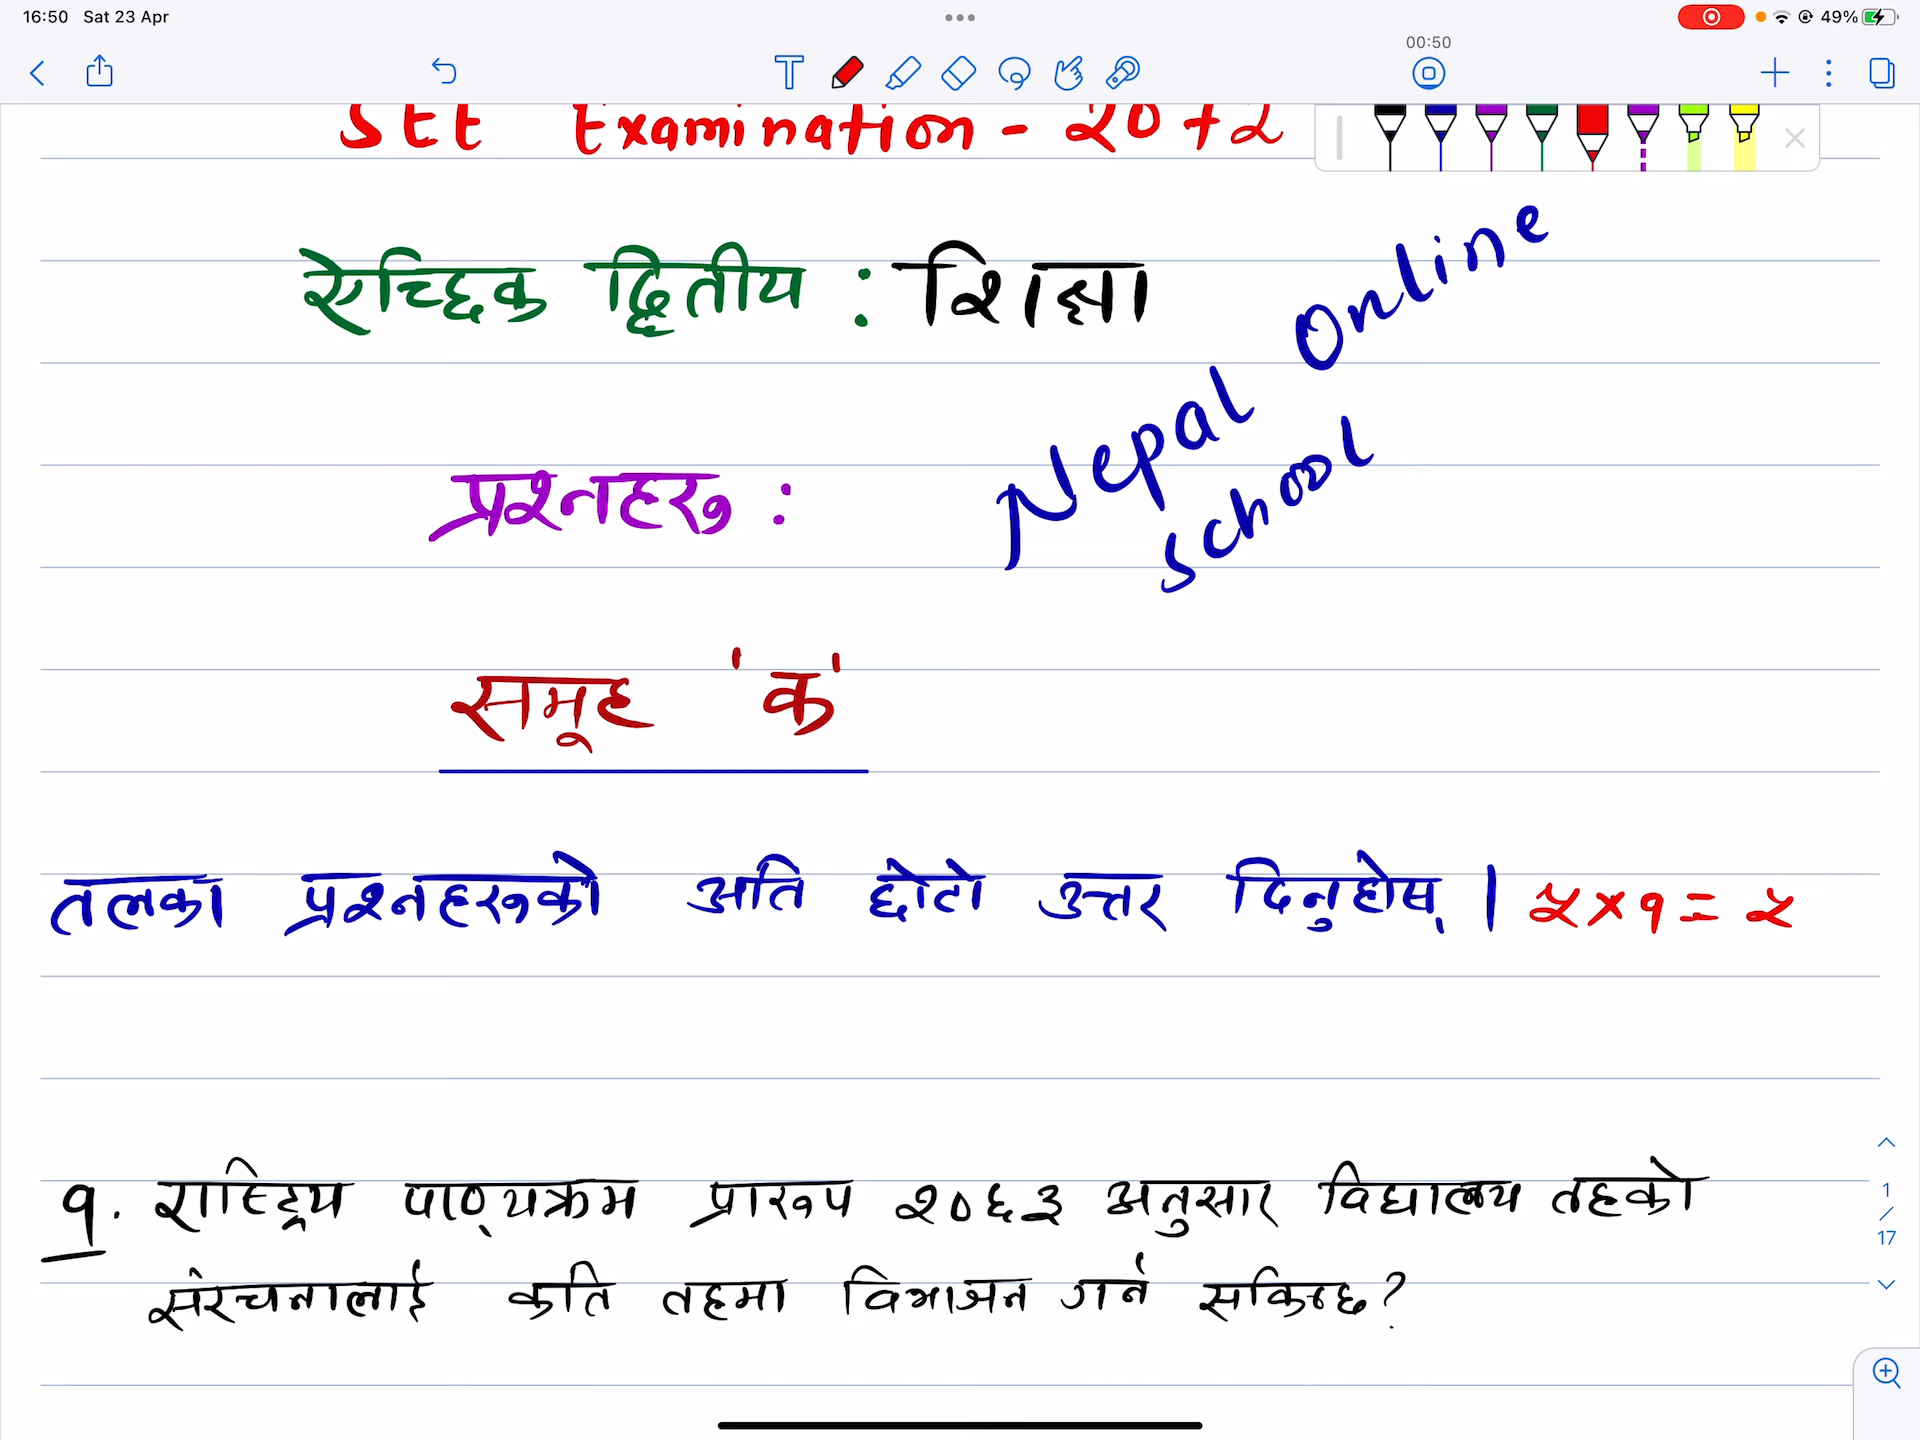 16:50 Sat 23 Apr
49%
00:50
SEE Examination - 20+2
ऐच्छिक द्वितीय : शिक्षा
Nepal Online
School
प्रश्नहरु :
समूह 'क'
तलका प्रश्नहरुको अति छोटो उत्तर दिनुहोस् । ५×१=५
१. राष्ट्रिय पाठ्यक्रम प्रारुप २०६३ अनुसार विद्यालय तहको
संरचनालाई कति तहमा विभाजन गर्न सकिन्छ?
1
/
17